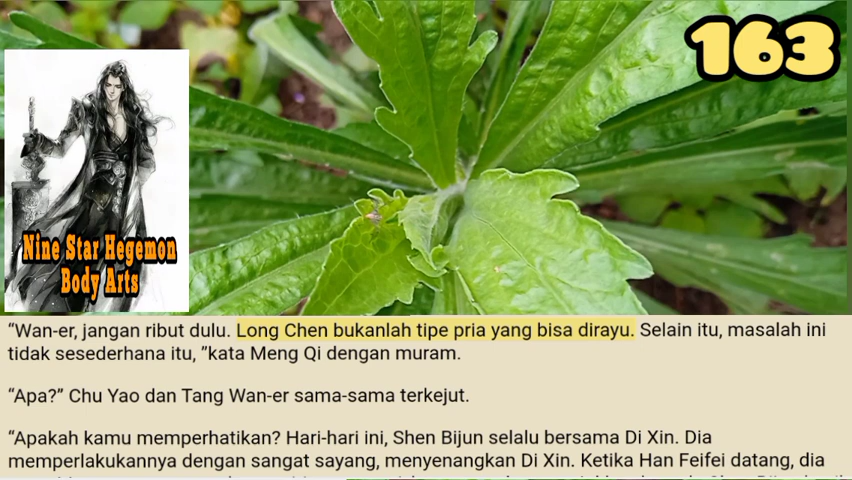 163
Nine Star Hegemon
Body Arts
“Wan-er, jangan ribut dulu. Long Chen bukanlah tipe pria yang bisa dirayu. Selain itu, masalah ini
tidak sesederhana itu, ”kata Meng Qi dengan muram.
“Apa?” Chu Yao dan Tang Wan-er sama-sama terkejut.
“Apakah kamu memperhatikan? Hari-hari ini, Shen Bijun selalu bersama Di Xin. Dia
memperlakukannya dengan sangat sayang, menyenangkan Di Xin. Ketika Han Feifei datang, dia